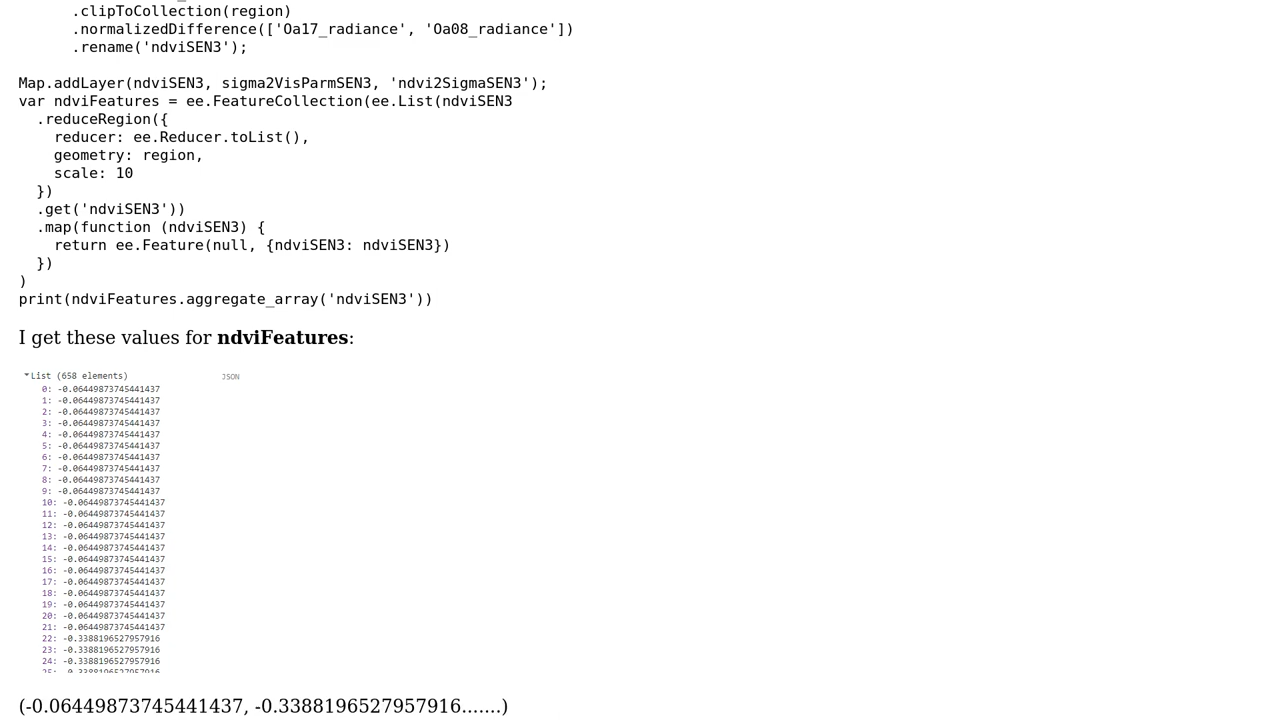 .clipToCollection(region)
.normalizedDifference(['Oa17_radiance', 'Oa08_radiance'])
.rename('ndviSEN3');
Map.addLayer(ndviSEN3, sigma2VisParmSEN3, 'ndvi2SigmaSEN3');
var ndviFeatures = ee.FeatureCollection(ee.List(ndviSEN3
.reduceRegion({
reducer: ee.Reducer.toList(),
geometry: region,
scale: 10
})
.get('ndviSEN3'))
.map(function (ndviSEN3) {
return ee.Feature(null, {ndviSEN3: ndviSEN3})
})
)
print(ndviFeatures.aggregate_array('ndviSEN3'))
I get these values for ndviFeatures:
List (658 elements) JSON
0: -0.06449873745441437
1: -0.06449873745441437
2: -0.06449873745441437
3: -0.06449873745441437
4: -0.06449873745441437
5: -0.06449873745441437
6: -0.06449873745441437
7: -0.06449873745441437
8: -0.06449873745441437
9: -0.06449873745441437
10: -0.06449873745441437
11: -0.06449873745441437
12: -0.06449873745441437
13: -0.06449873745441437
14: -0.06449873745441437
15: -0.06449873745441437
16: -0.06449873745441437
17: -0.06449873745441437
18: -0.06449873745441437
19: -0.06449873745441437
20: -0.06449873745441437
21: -0.06449873745441437
22: -0.3388196527957916
23: -0.3388196527957916
24: -0.3388196527957916
25: -0.3388196527957916
(-0.06449873745441437, -0.3388196527957916.......)